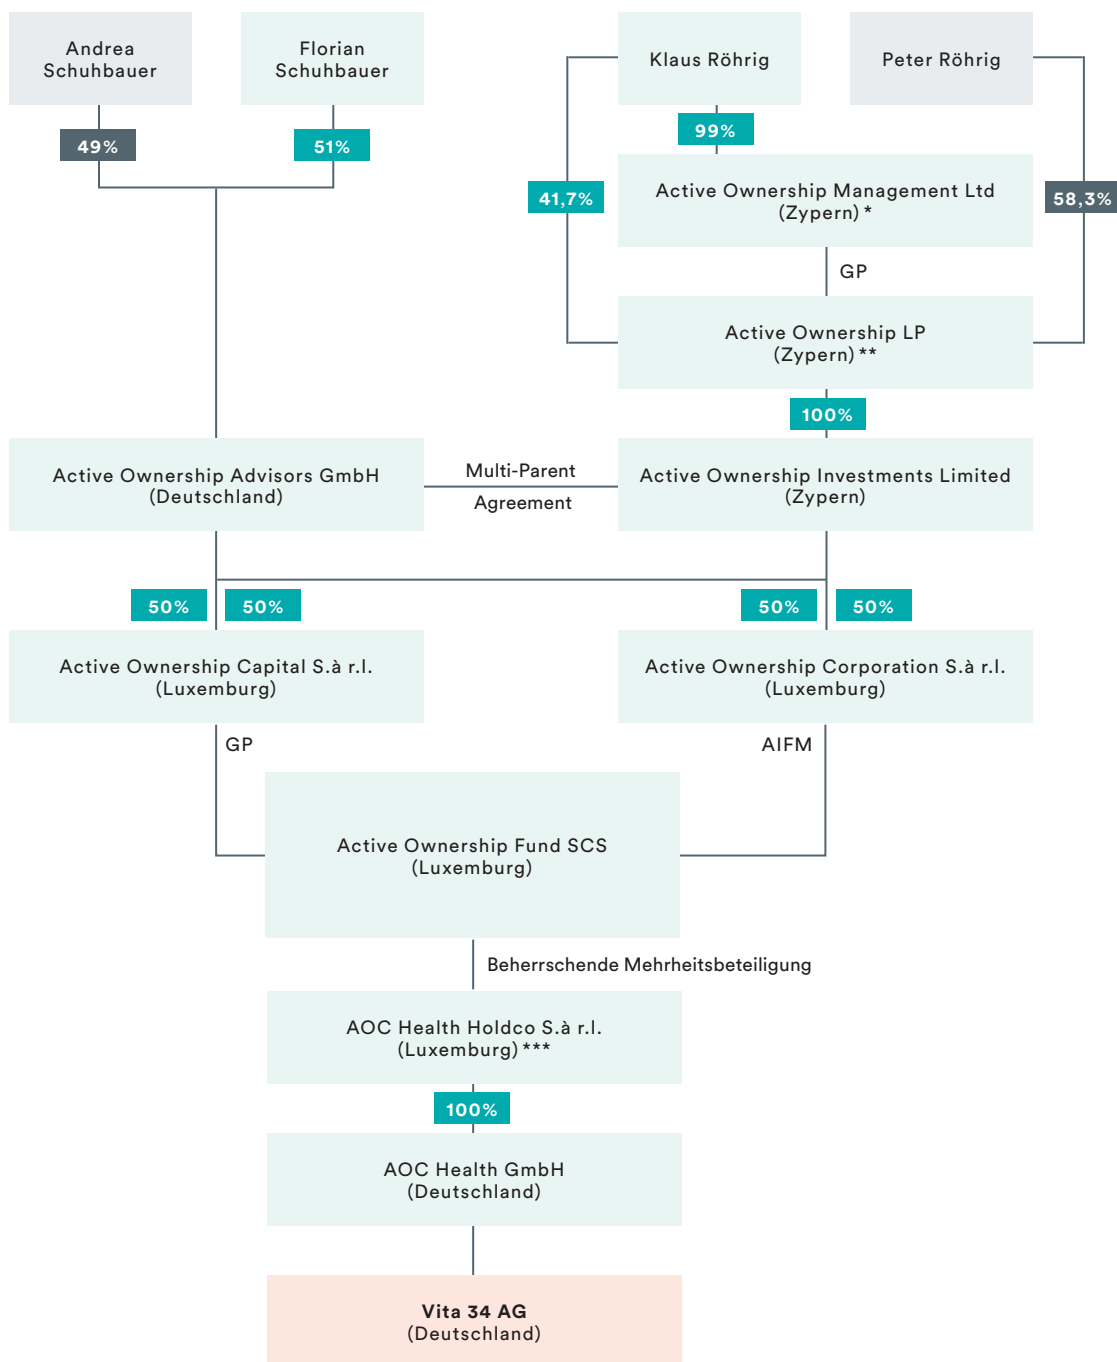 Andrea
Schuhbauer
Florian
Schuhbauer
Klaus Röhrig
Peter Röhrig
49%
51%
99%
41,7%
58,3%
Active Ownership Management Ltd
(Zypern) *
GP
Active Ownership LP
(Zypern) **
100%
Active Ownership Advisors GmbH
(Deutschland)
Multi-Parent
Agreement
Active Ownership Investments Limited
(Zypern)
50%
50%
50%
50%
Active Ownership Capital S.à r.l.
(Luxemburg)
Active Ownership Corporation S.à r.l.
(Luxemburg)
GP
AIFM
Active Ownership Fund SCS
(Luxemburg)
Beherrschende Mehrheitsbeteiligung
AOC Health Holdco S.à r.l.
(Luxemburg) ***
100%
AOC Health GmbH
(Deutschland)
Vita 34 AG
(Deutschland)